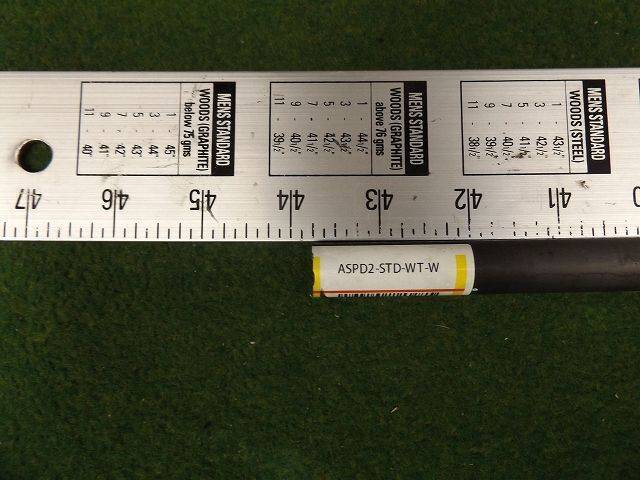 MENS STANDARD
WOODS (GRAPHITE)
below 75 gms
1 - 45"
3 - 44"
5 - 43"
7 - 42"
9 - 41"
11 - 40"
MENS STANDARD
WOODS (GRAPHITE)
above 76 gms
1 - 44½"
3 - 43½"
5 - 42½"
7 - 41½"
9 - 40½"
11 - 39½"
MENS STANDARD
WOODS (STEEL)
1 - 43½"
3 - 42½"
5 - 41½"
7 - 40½"
9 - 39½"
11 - 38½"
47 46 45 44 43 42 41
ASPD2-STD-WT-W